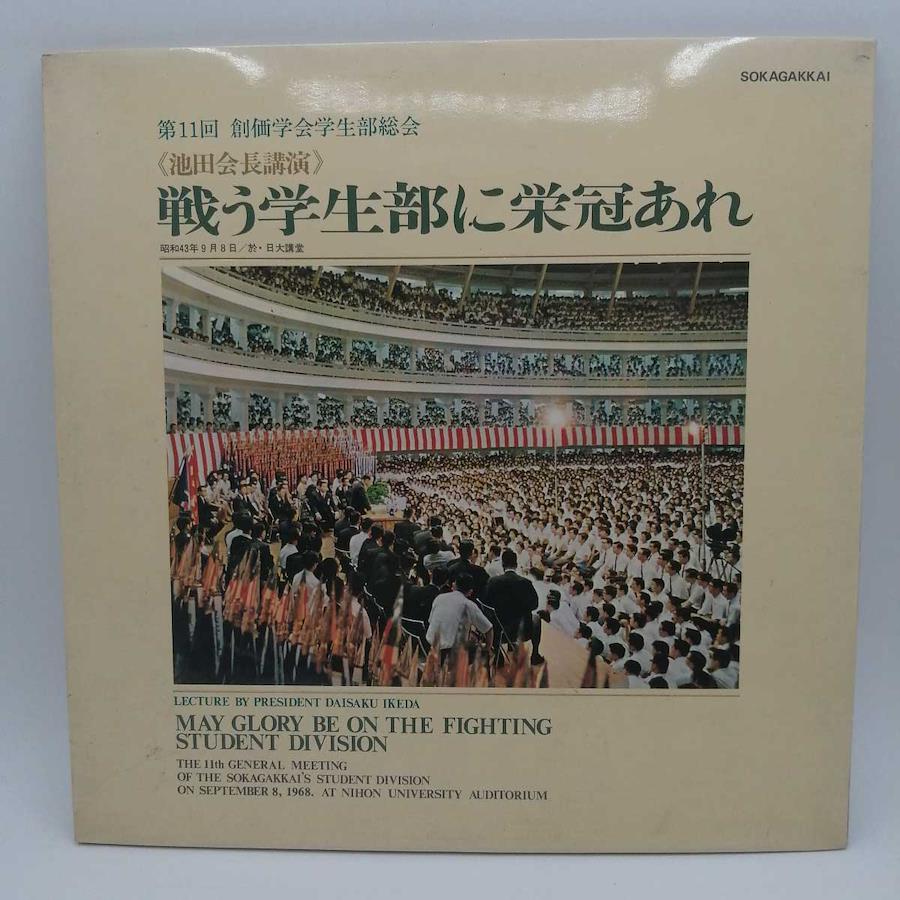 SOKAGAKKAI
第11回 創価学会学生部総会
《池田会長講演》
戦う学生部に栄冠あれ
昭和43年9月8日/於・日大講堂
LECTURE BY PRESIDENT DAISAKU IKEDA
MAY GLORY BE ON THE FIGHTING
STUDENT DIVISION
THE 11th GENERAL MEETING
OF THE SOKAGAKKAI'S STUDENT DIVISION
ON SEPTEMBER 8, 1968. AT NIHON UNIVERSITY AUDITORIUM